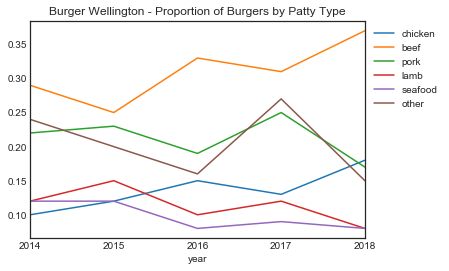 Burger Wellington - Proportion of Burgers by Patty Type
0.35
0.30
0.25
0.20
0.15
0.10
2014 2015 2016 2017 2018
year
chicken
beef
pork
lamb
seafood
other